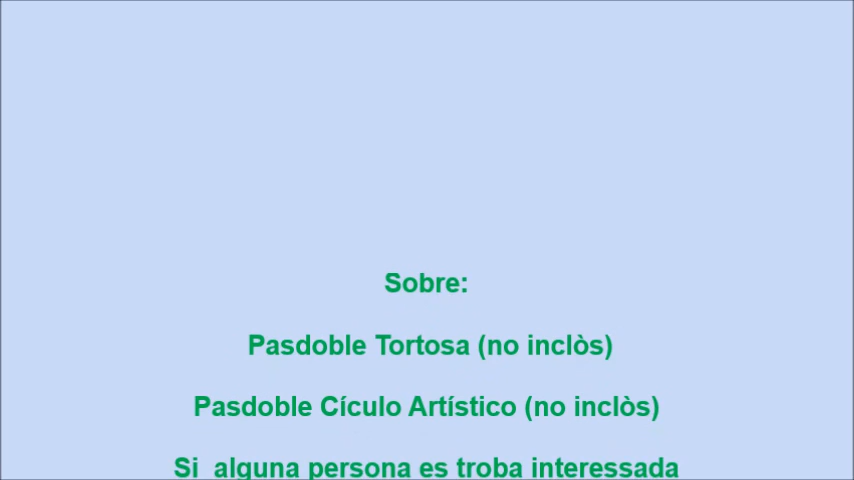 Sobre:
Pasdoble Tortosa (no inclòs)
Pasdoble Cículo Artístico (no inclòs)
Si  alguna persona es troba interessada